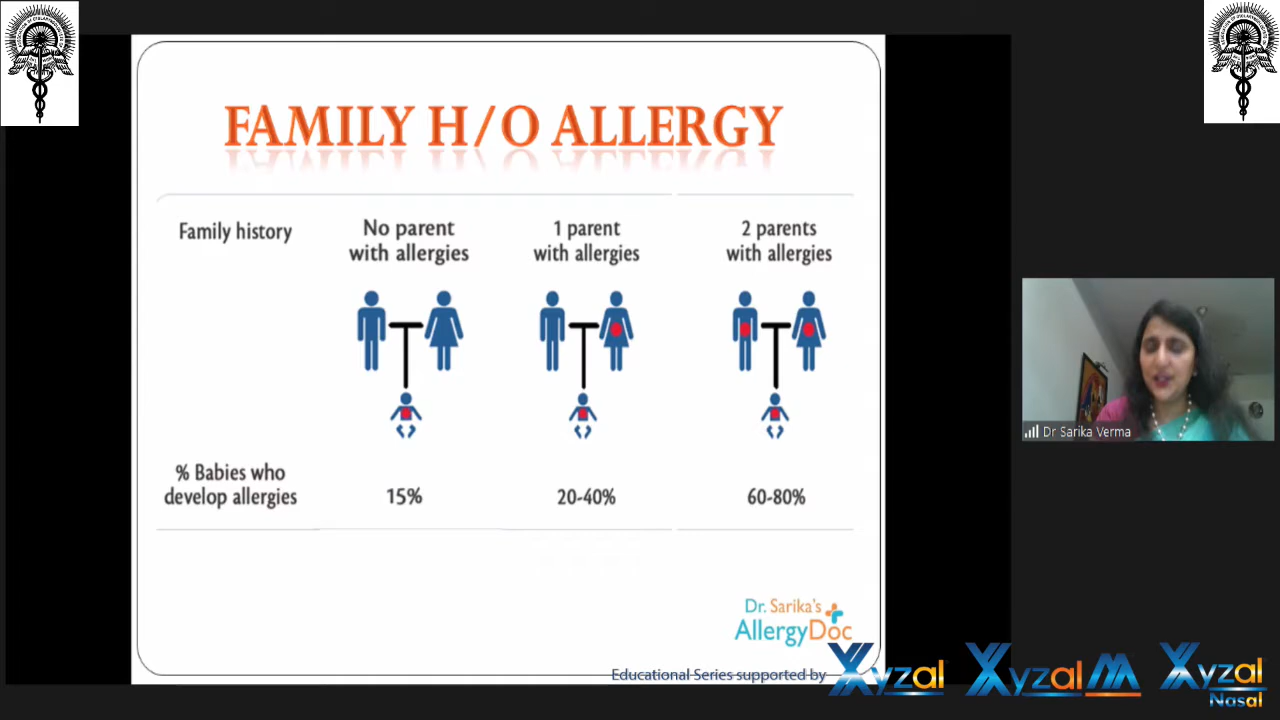 FAMILY H/O ALLERGY
Family history
No parent
with allergies
1 parent
with allergies
2 parents
with allergies
% Babies who
develop allergies
15%
20-40%
60-80%
Dr. Sarika's
AllergyDoc
Dr Sarika Verma
Educational Series supported by
Xyzal
Xyzal M
Xyzal
Nasal